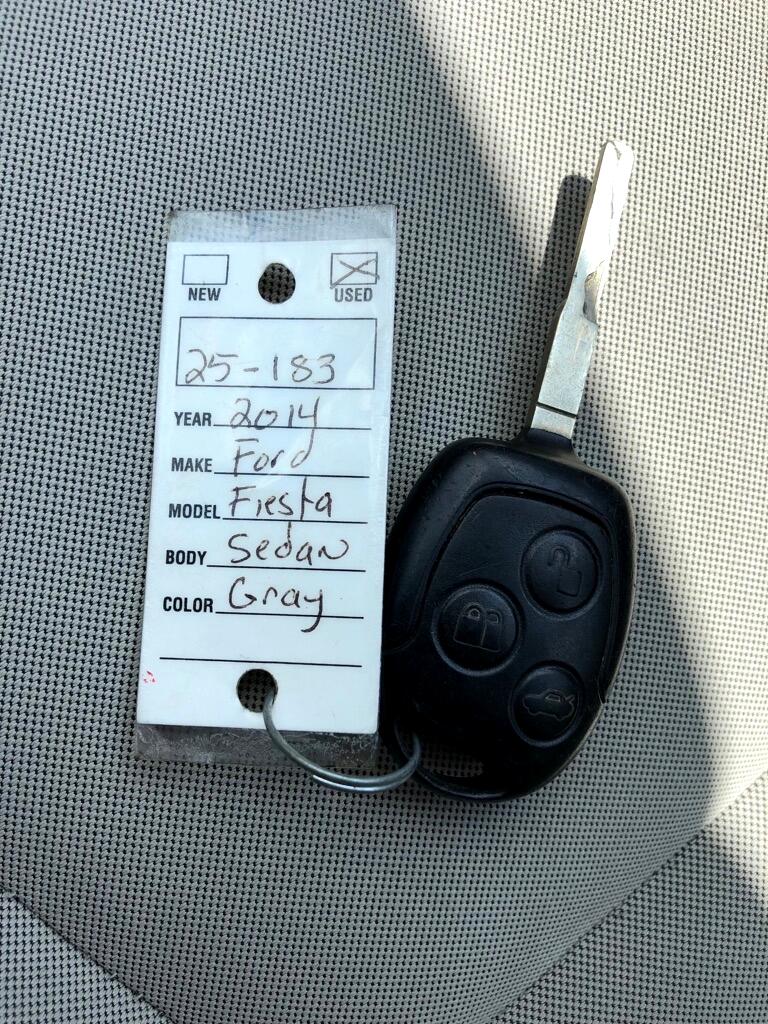 NEW USED
25-183
YEAR 2014
MAKE Ford
MODEL Fiesta
BODY Sedan
COLOR Gray